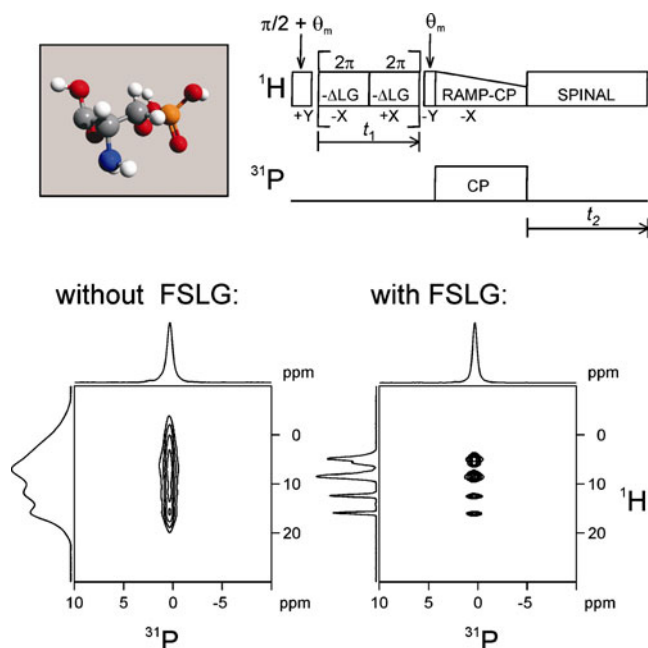 π/2 + θm
θm
2π 2π
¹H
-ΔLG -ΔLG RAMP-CP SPINAL
+Y -X +X -Y -X
t₁
³¹P
CP
t₂
without FSLG:
with FSLG:
ppm
0
10
20
10 5 0 -5 ppm
³¹P
ppm
0
10
20
¹H
10 5 0 -5 ppm
³¹P